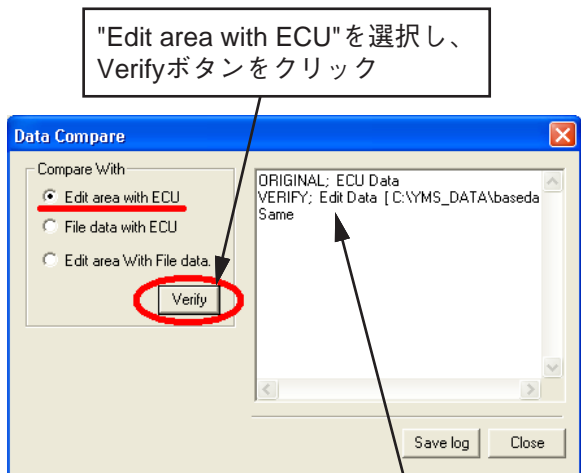 "Edit area with ECU"を選択し、
Verifyボタンをクリック
Data Compare
Compare With
Edit area with ECU
File data with ECU
Edit area With File data.
Verify
ORIGINAL; ECU Data
VERIFY; Edit Data [ C:\YMS_DATA\baseda
Same
Save log
Close